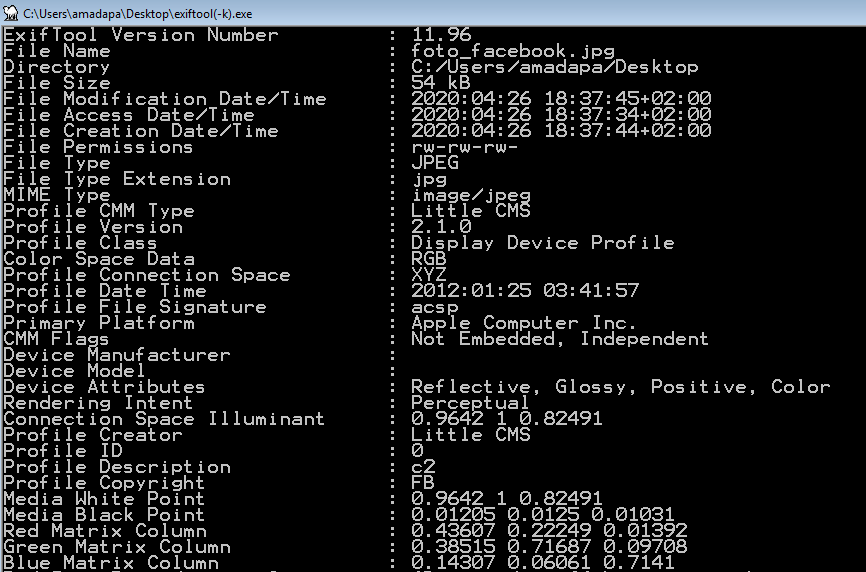 C:\Users\amadapa\Desktop\exiftool(-k).exe
ExifTool Version Number : 11.96
File Name : foto_facebook.jpg
Directory : C:/Users/amadapa/Desktop
File Size : 54 kB
File Modification Date/Time : 2020:04:26 18:37:45+02:00
File Access Date/Time : 2020:04:26 18:37:34+02:00
File Creation Date/Time : 2020:04:26 18:37:44+02:00
File Permissions : rw-rw-rw-
File Type : JPEG
File Type Extension : jpg
MIME Type : image/jpeg
Profile CMM Type : Little CMS
Profile Version : 2.1.0
Profile Class : Display Device Profile
Color Space Data : RGB
Profile Connection Space : XYZ
Profile Date Time : 2012:01:25 03:41:57
Profile File Signature : acsp
Primary Platform : Apple Computer Inc.
CMM Flags : Not Embedded, Independent
Device Manufacturer :
Device Model :
Device Attributes : Reflective, Glossy, Positive, Color
Rendering Intent : Perceptual
Connection Space Illuminant : 0.9642 1 0.82491
Profile Creator : Little CMS
Profile ID : 0
Profile Description : c2
Profile Copyright : FB
Media White Point : 0.9642 1 0.82491
Media Black Point : 0.01205 0.0125 0.01031
Red Matrix Column : 0.43607 0.22249 0.01392
Green Matrix Column : 0.38515 0.71687 0.09708
Blue Matrix Column : 0.14307 0.06061 0.7141